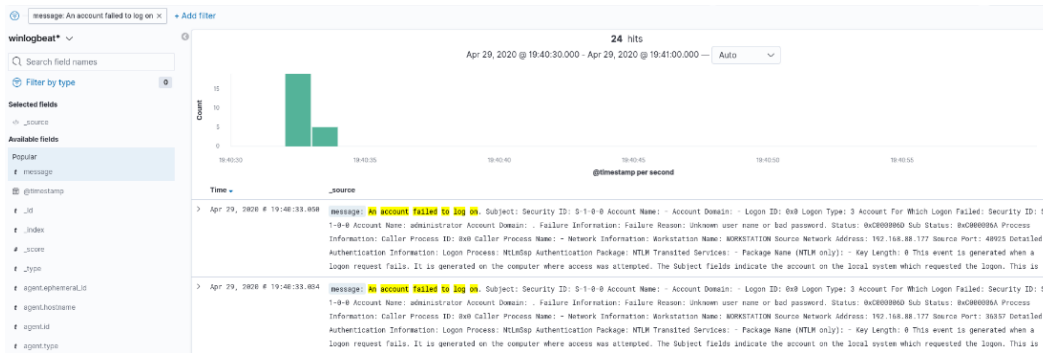 message: An account failed to log on × + Add filter
winlogbeat*
Search field names
Filter by type 0
Selected fields
_source
Available fields
Popular
t message
@timestamp
t _id
t _index
# _score
t _type
t agent.ephemeral_id
t agent.hostname
t agent.id
t agent.type
24 hits
Apr 29, 2020 @ 19:40:30.000 - Apr 29, 2020 @ 19:41:00.000 — Auto
Count
15
10
5
0
19:40:30 19:40:35 19:40:40 19:40:45 19:40:50 19:40:55
@timestamp per second
Time _source
Apr 29, 2020 @ 19:40:33.050 message: An account failed to log on. Subject: Security ID: S-1-0-0 Account Name: - Account Domain: - Logon ID: 0x0 Logon Type: 3 Account For Which Logon Failed: Security ID: S-
1-0-0 Account Name: administrator Account Domain: . Failure Information: Failure Reason: Unknown user name or bad password. Status: 0xC000006D Sub Status: 0xC000006A Process
Information: Caller Process ID: 0x0 Caller Process Name: - Network Information: Workstation Name: WORKSTATION Source Network Address: 192.168.88.177 Source Port: 40925 Detailed
Authentication Information: Logon Process: NtLmSsp Authentication Package: NTLM Transited Services: - Package Name (NTLM only): - Key Length: 0 This event is generated when a
logon request fails. It is generated on the computer where access was attempted. The Subject fields indicate the account on the local system which requested the logon. This is
Apr 29, 2020 @ 19:40:33.034 message: An account failed to log on. Subject: Security ID: S-1-0-0 Account Name: - Account Domain: - Logon ID: 0x0 Logon Type: 3 Account For Which Logon Failed: Security ID: S-
1-0-0 Account Name: administrator Account Domain: . Failure Information: Failure Reason: Unknown user name or bad password. Status: 0xC000006D Sub Status: 0xC000006A Process
Information: Caller Process ID: 0x0 Caller Process Name: - Network Information: Workstation Name: WORKSTATION Source Network Address: 192.168.88.177 Source Port: 36357 Detailed
Authentication Information: Logon Process: NtLmSsp Authentication Package: NTLM Transited Services: - Package Name (NTLM only): - Key Length: 0 This event is generated when a
logon request fails. It is generated on the computer where access was attempted. The Subject fields indicate the account on the local system which requested the logon. This is